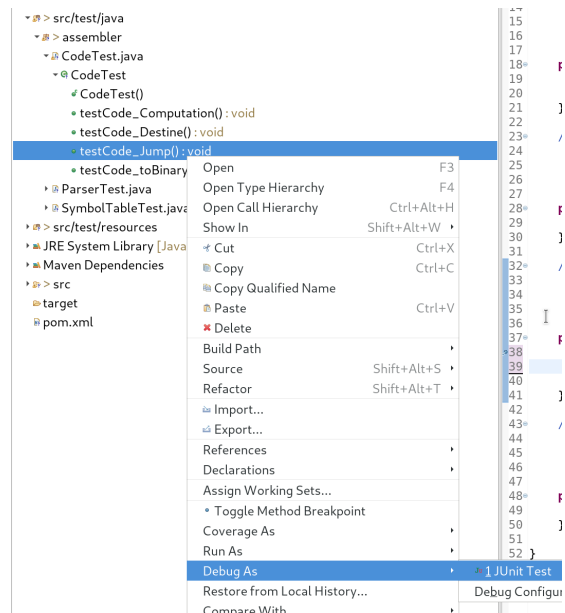 > src/test/java
> assembler
CodeTest.java
CodeTest
CodeTest()
testCode_Computation() : void
testCode_Destine() : void
testCode_Jump() : void
testCode_toBinary
ParserTest.java
SymbolTableTest.java
> src/test/resources
JRE System Library [Java
Maven Dependencies
> src
target
pom.xml
Open F3
Open Type Hierarchy F4
Open Call Hierarchy Ctrl+Alt+H
Show In Shift+Alt+W
Cut Ctrl+X
Copy Ctrl+C
Copy Qualified Name
Paste Ctrl+V
Delete
Build Path
Source Shift+Alt+S
Refactor Shift+Alt+T
Import...
Export...
References
Declarations
Assign Working Sets...
Toggle Method Breakpoint
Coverage As
Run As
Debug As
Restore from Local History...
Compare With
1 JUnit Test
Debug Configur
14
15
16
17
18 p
19
20
21 }
22
23 /
24
25
26
27
28 p
29
30 }
31
32 /
33
34
35
36
37 p
38
39
40
41 }
42
43 /
44
45
46
47
48 p
49
50 }
51
52 }